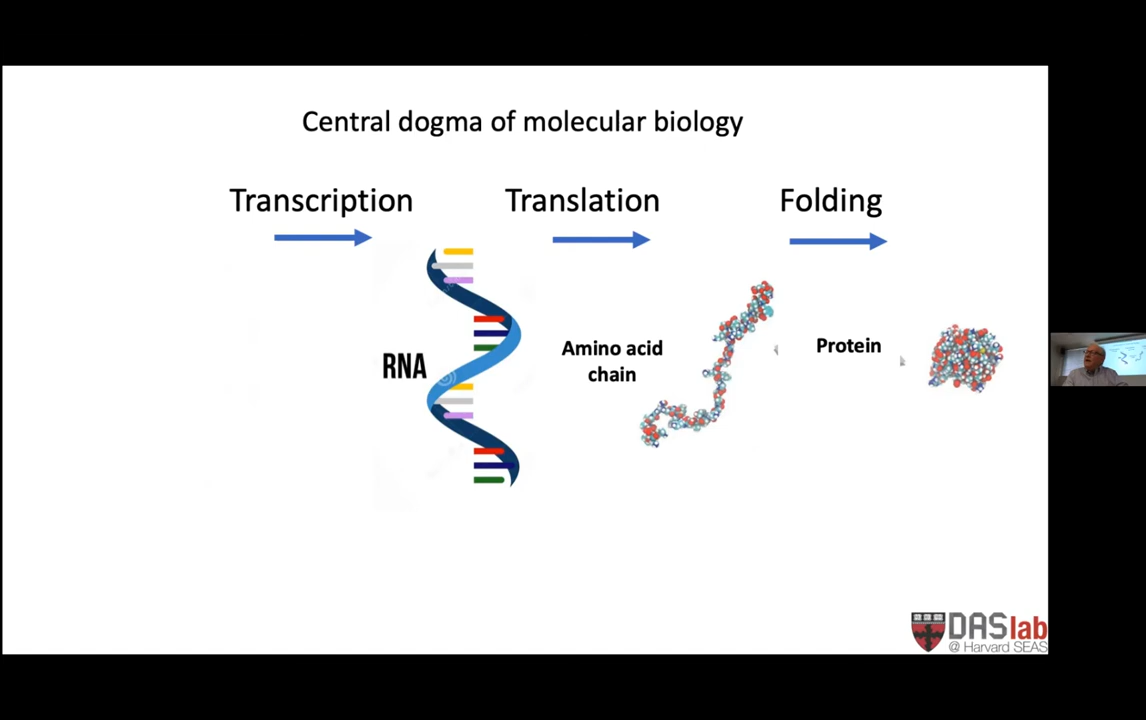 Central dogma of molecular biology
Transcription
Translation
Folding
RNA
Amino acid
chain
Protein
DASlab
@ Harvard SEAS